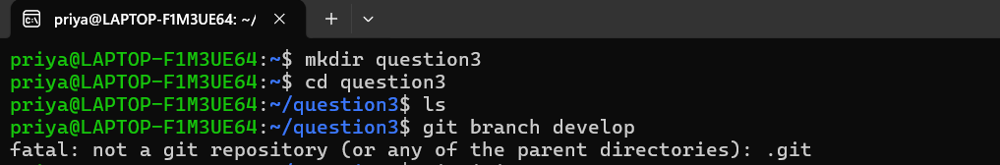 priya@LAPTOP-F1M3UE64: ~/
priya@LAPTOP-F1M3UE64:~$ mkdir question3
priya@LAPTOP-F1M3UE64:~$ cd question3
priya@LAPTOP-F1M3UE64:~/question3$ ls
priya@LAPTOP-F1M3UE64:~/question3$ git branch develop
fatal: not a git repository (or any of the parent directories): .git